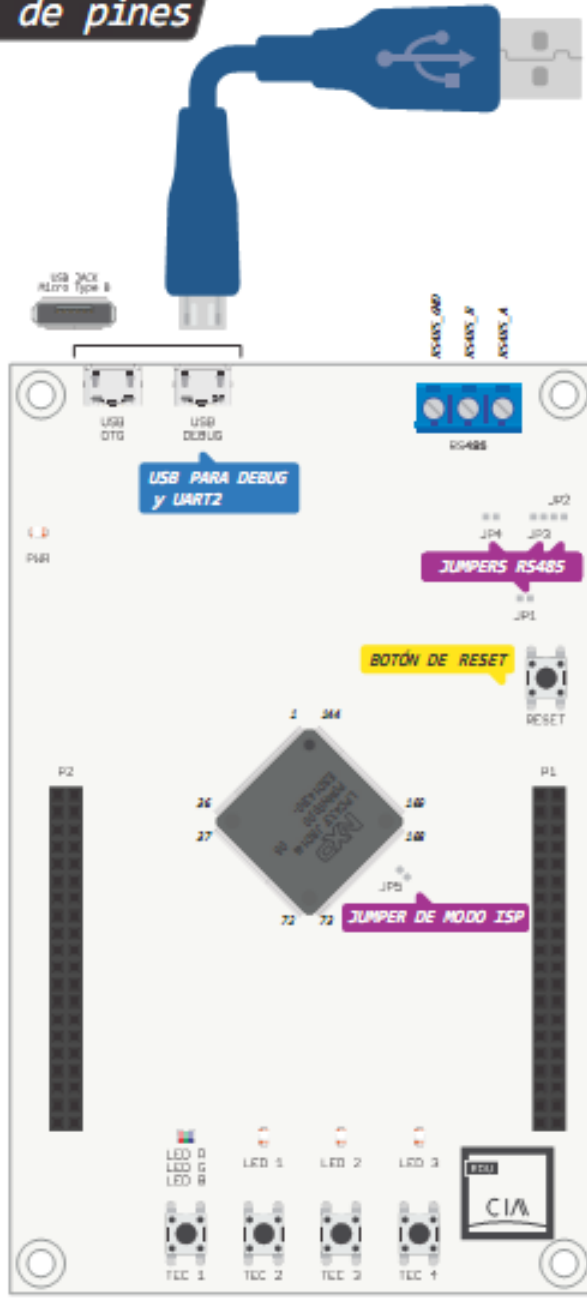 de pines
USB JACK
Micro Type B
RS485_GND
RS485_B
RS485_A
USB
OTG
USB
DEBUG
RS485
USB PARA DEBUG
y UART2
JP2
JP4
JP3
PWR
JUMPERS RS485
JP1
BOTÓN DE RESET
RESET
1
144
P2
P1
36
37
109
108
NXP
JP5
72
73
JUMPER DE MODO ISP
LED R
LED G
LED B
LED 1
LED 2
LED 3
EDU
CIAA
TEC 1
TEC 2
TEC 3
TEC 4